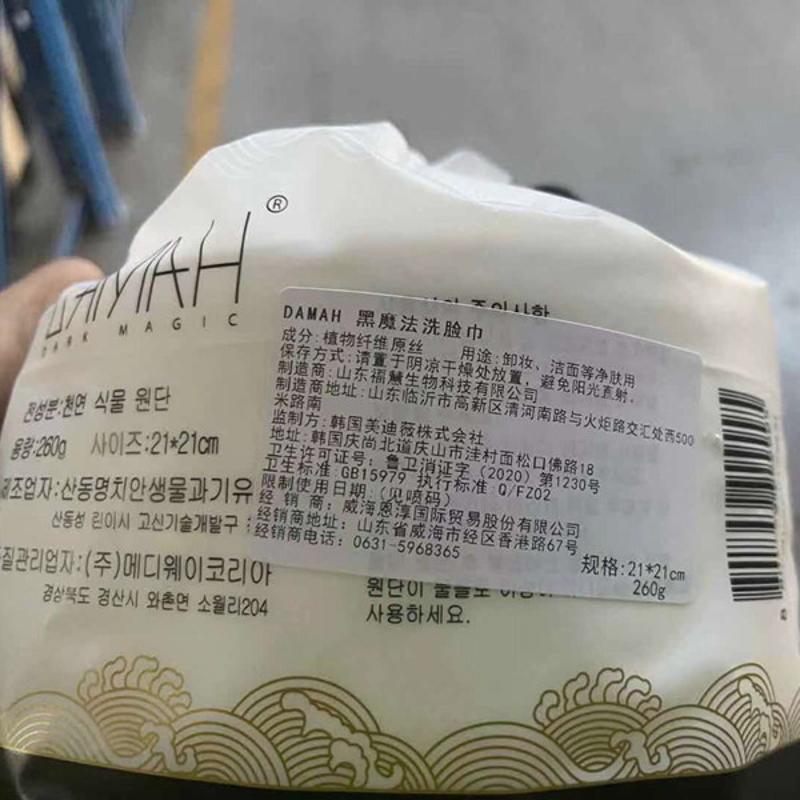 DAMAH
®
DARK MAGIC
전성분:천연 식물 원단
용량:260g 사이즈:21*21cm
제조업자:산동명치안생물과기유
산동성 린이시 고신기술개발구
질관리업자:(주)메디웨이코리아
경상북도 경산시 와촌면 소월리204
DAMAH 黑魔法洗脸巾
成分:植物纤维原丝 用途:卸妆、洁面等净肤用
保存方式:请置于阴凉干燥处放置,避免阳光直射.
制造商:山东福慧生物科技有限公司
制造商地址:山东临沂市高新区清河南路与火炬路交汇处西500
米路南
监制方:韩国美迪薇株式会社
地址:韩国庆尚北道庆山市洼村面松口佛路18
卫生许可证号:鲁卫消证字(2020)第1230号
卫生标准:GB15979 执行标准:Q/FZ02
限制使用日期:(见喷码)
经 销 商:威海恩淳国际贸易股份有限公司
经销商地址:山东省威海市经区香港路67号
经销商电话:0631-5968365
规格:21*21cm
260g
원단이
사용하세요.